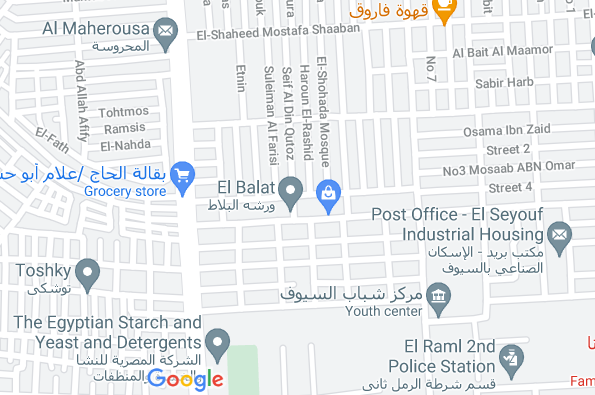 قهوة فاروق
Al Maherousa
المحروسة
El-Shaheed Mostafa Shaaban
Al Bait Al Maamor
No.7
Sabir Harb
Abd Allah Afify
Etnin
Suleiman Al Farisi
Seif Al Din Qutoz
Haroun El-Rashid
El-Shohada Mosque
Tohtmos
Ramsis
El-Nahda
El-Fath
Osama Ibn Zaid
Street 2
No3 Mosaab ABN Omar
Street 4
بقالة الحاج /علام أبو
Grocery store
El Balat
ورشه البلاط
Post Office - El Seyouf
Industrial Housing
مكتب بريد - الإسكان
الصناعي بالسيوف
Toshky
توشكى
مركز شباب السيوف
Youth center
The Egyptian Starch and
Yeast and Detergents
الشركة المصرية للنشا
والمنظفات
Google
El Raml 2nd
Police Station
قسم شرطة الرمل ثانى
Fam